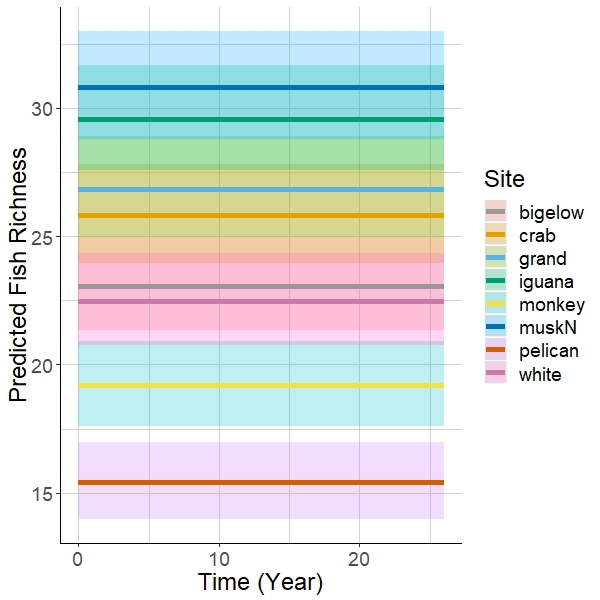 Predicted Fish Richness
30
25
20
15
0
10
20
Time (Year)
Site
bigelow
crab
grand
iguana
monkey
muskN
pelican
white